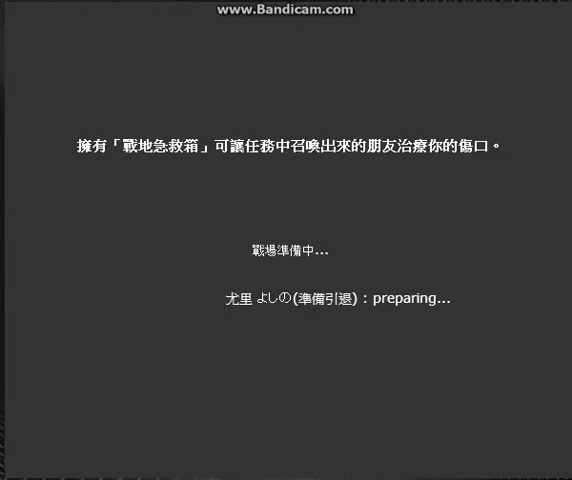 www.Bandicam.com
擁有「戰地急救箱」可讓任務中召喚出來的朋友治療你的傷口。
戰場準備中...
尤里 よしの(準備引退) : preparing...